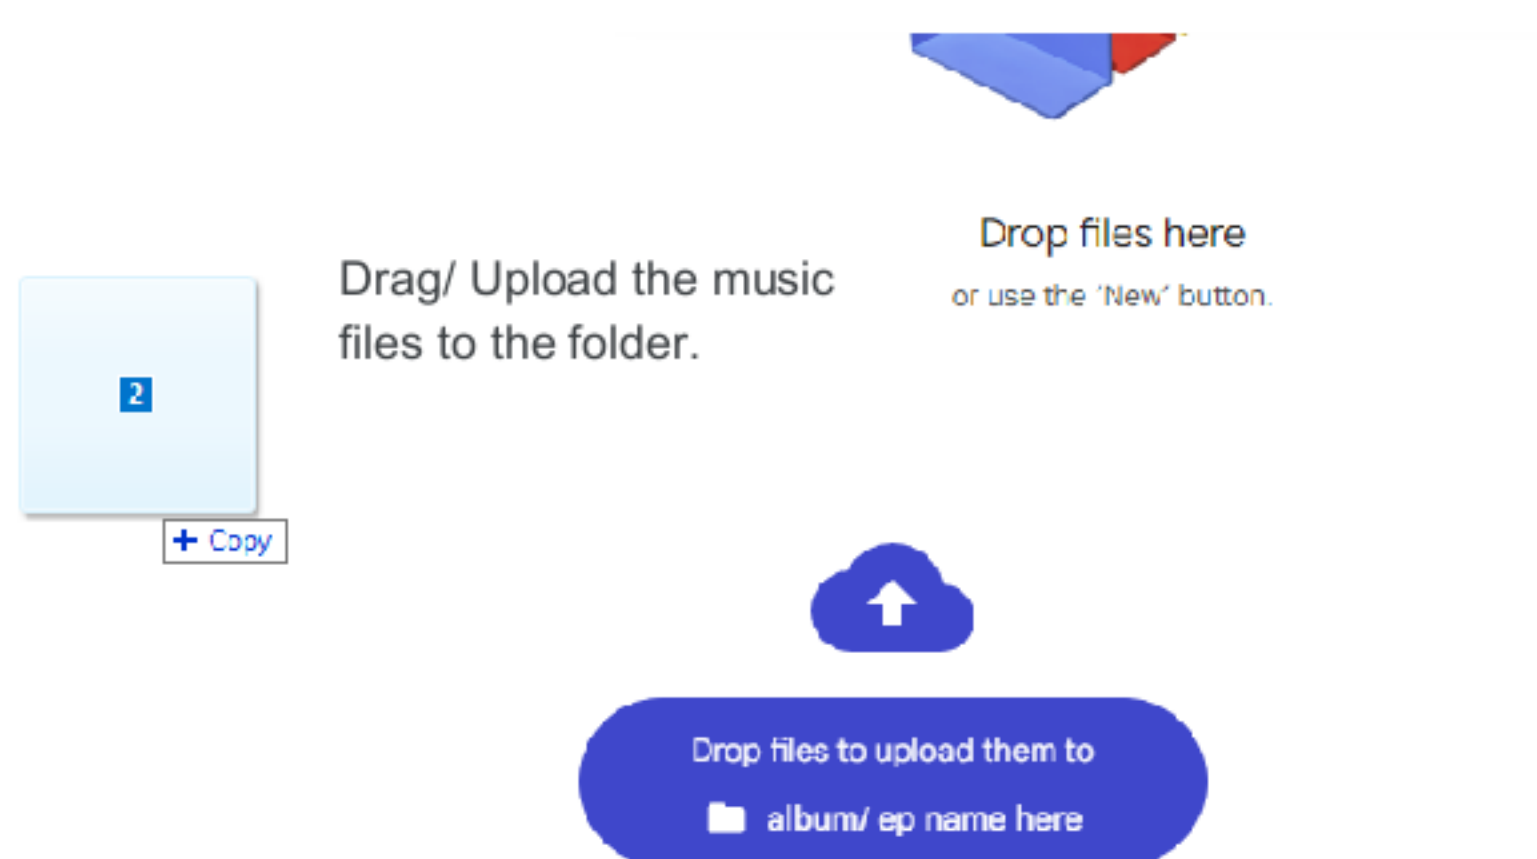 Drop files here
or use the 'New' button.
Drag/ Upload the music
files to the folder.
2
+ Copy
Drop files to upload them to
album/ ep name here